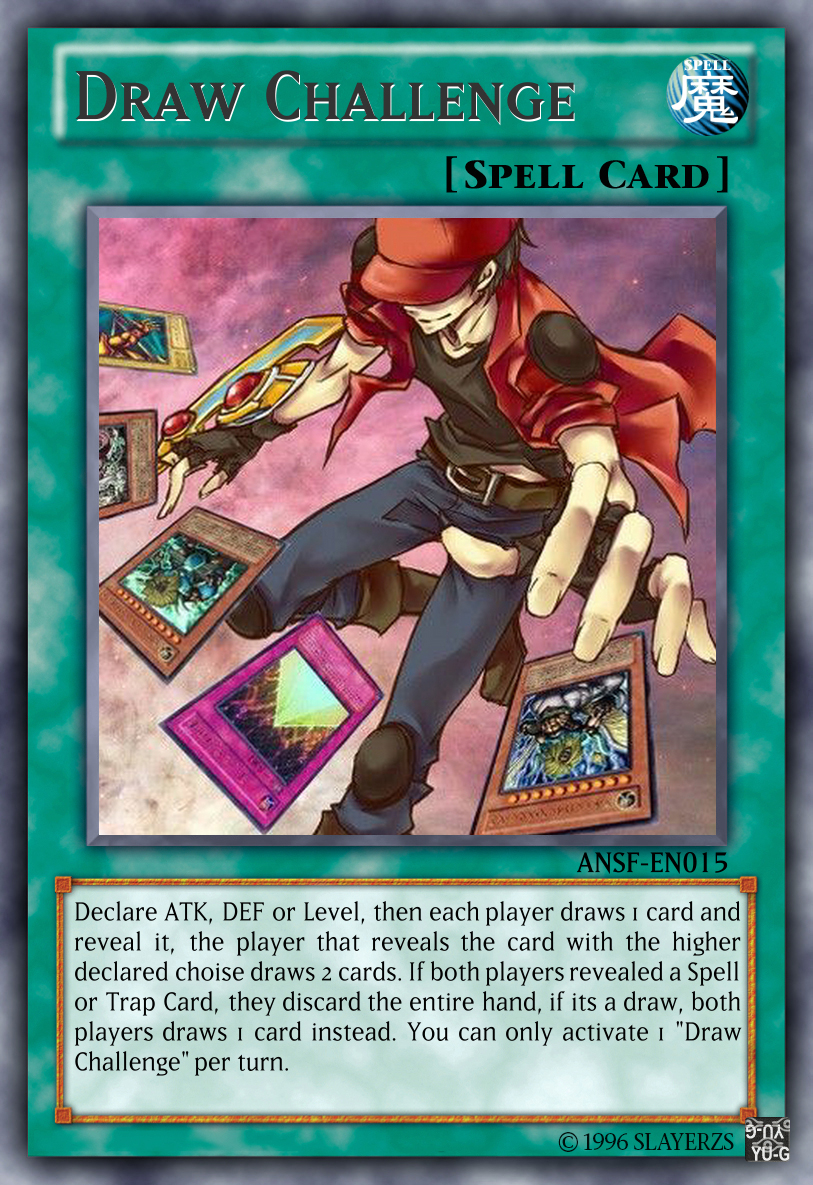 DRAW CHALLENGE
SPELL
魔
[SPELL CARD]
ANSF-EN015
Declare ATK, DEF or Level, then each player draws 1 card and
reveal it, the player that reveals the card with the higher
declared choise draws 2 cards. If both players revealed a Spell
or Trap Card, they discard the entire hand, if its a draw, both
players draws 1 card instead. You can only activate 1 "Draw
Challenge" per turn.
© 1996 SLAYERZS
YU-G
YU-G